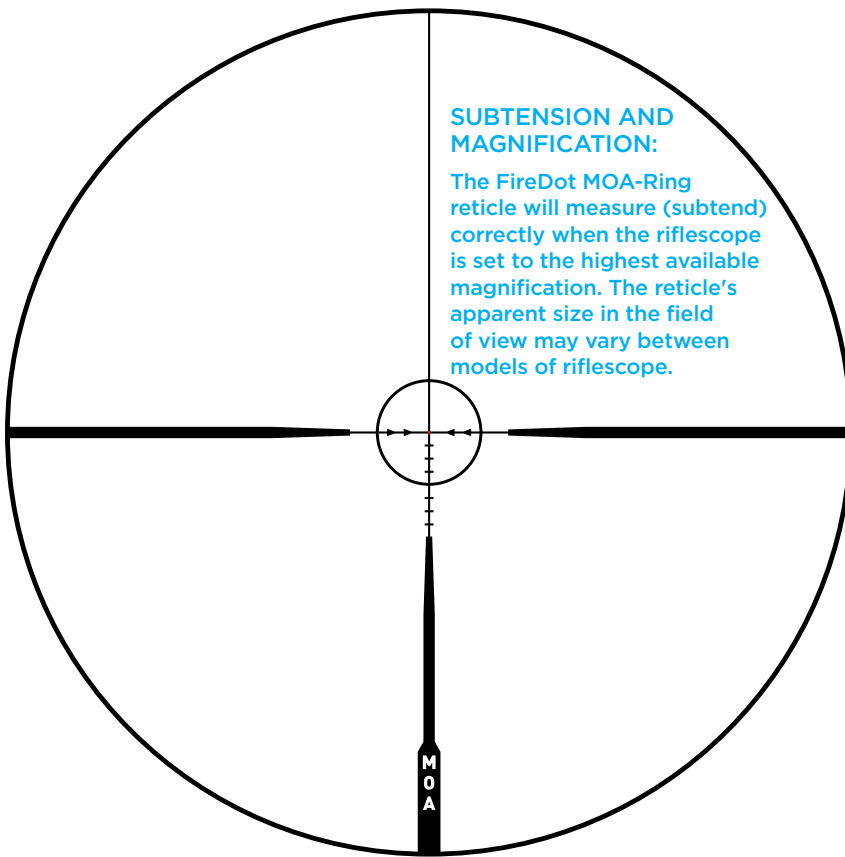 SUBTENSION AND
MAGNIFICATION:
The FireDot MOA-Ring
reticle will measure (subtend)
correctly when the riflescope
is set to the highest available
magnification. The reticle's
apparent size in the field
of view may vary between
models of riflescope.
M
O
A